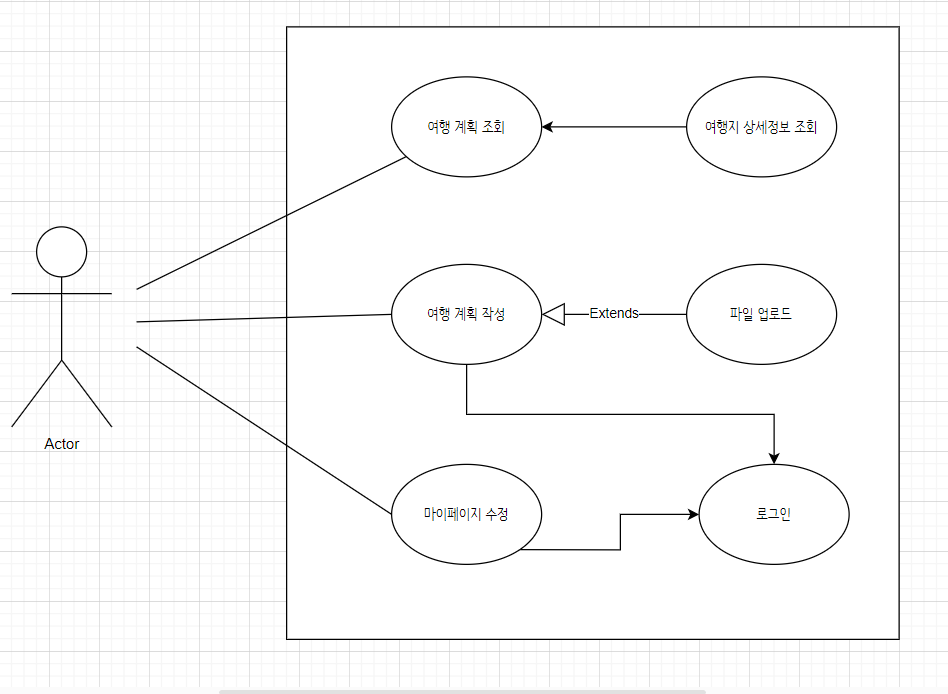 여행 계획 조회
여행지 상세정보 조회
여행 계획 작성
Extends
파일 업로드
Actor
마이페이지 수정
로그인